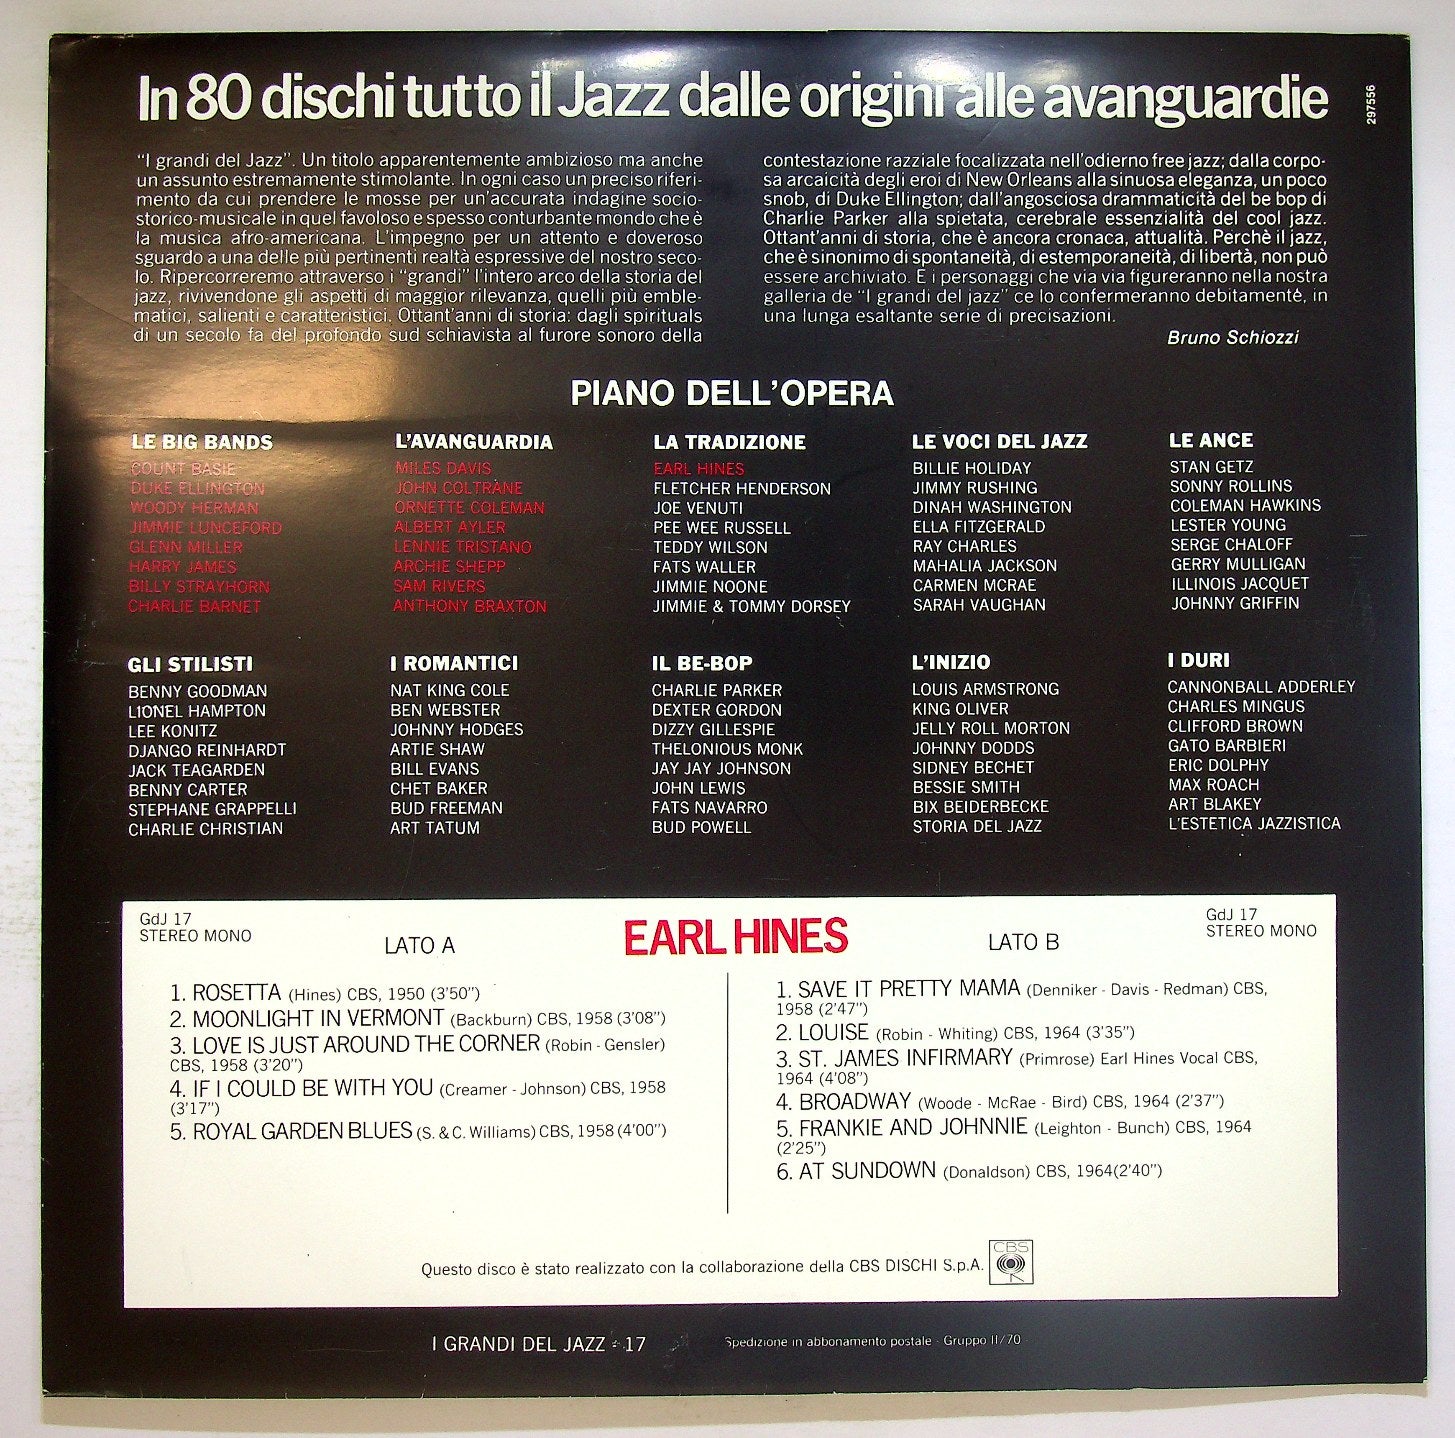 In 80 dischi tutto il Jazz dalle origini alle avanguardie
297556
“I grandi del Jazz”. Un titolo apparentemente ambizioso ma anche
un assunto estremamente stimolante. In ogni caso un preciso riferi-
mento da cui prendere le mosse per un’accurata indagine socio-
storico-musicale in quel favoloso e spesso conturbante mondo che è
la musica afro-americana. L’impegno per un attento e doveroso
sguardo a una delle più pertinenti realtà espressive del nostro seco-
lo. Ripercorreremo attraverso i “grandi” l’intero arco della storia del
jazz, rivivendone gli aspetti di maggior rilevanza, quelli più emble-
matici, salienti e caratteristici. Ottant’anni di storia: dagli spirituals
di un secolo fa del profondo sud schiavista al furore sonoro della
contestazione razziale focalizzata nell’odierno free jazz; dalla corpo-
sa arcaicità degli eroi di New Orleans alla sinuosa eleganza, un poco
snob, di Duke Ellington; dall’angosciosa drammaticità del be bop di
Charlie Parker alla spietata, cerebrale essenzialità del cool jazz.
Ottant’anni di storia, che è ancora cronaca, attualità. Perchè il jazz,
che è sinonimo di spontaneità, di estemporaneità, di libertà, non può
essere archiviato. E i personaggi che via via figureranno nella nostra
galleria de “I grandi del jazz” ce lo confermeranno debitamente, in
una lunga esaltante serie di precisazioni.
Bruno Schiozzi
PIANO DELL’OPERA
LE BIG BANDS
COUNT BASIE
DUKE ELLINGTON
WOODY HERMAN
JIMMIE LUNCEFORD
GLENN MILLER
HARRY JAMES
BILLY STRAYHORN
CHARLIE BARNET
L’AVANGUARDIA
MILES DAVIS
JOHN COLTRANE
ORNETTE COLEMAN
ALBERT AYLER
LENNIE TRISTANO
ARCHIE SHEPP
SAM RIVERS
ANTHONY BRAXTON
LA TRADIZIONE
EARL HINES
FLETCHER HENDERSON
JOE VENUTI
PEE WEE RUSSELL
TEDDY WILSON
FATS WALLER
JIMMIE NOONE
JIMMIE & TOMMY DORSEY
LE VOCI DEL JAZZ
BILLIE HOLIDAY
JIMMY RUSHING
DINAH WASHINGTON
ELLA FITZGERALD
RAY CHARLES
MAHALIA JACKSON
CARMEN MCRAE
SARAH VAUGHAN
LE ANCE
STAN GETZ
SONNY ROLLINS
COLEMAN HAWKINS
LESTER YOUNG
SERGE CHALOFF
GERRY MULLIGAN
ILLINOIS JACQUET
JOHNNY GRIFFIN
GLI STILISTI
BENNY GOODMAN
LIONEL HAMPTON
LEE KONITZ
DJANGO REINHARDT
JACK TEAGARDEN
BENNY CARTER
STEPHANE GRAPPELLI
CHARLIE CHRISTIAN
I ROMANTICI
NAT KING COLE
BEN WEBSTER
JOHNNY HODGES
ARTIE SHAW
BILL EVANS
CHET BAKER
BUD FREEMAN
ART TATUM
IL BE-BOP
CHARLIE PARKER
DEXTER GORDON
DIZZY GILLESPIE
THELONIOUS MONK
JAY JAY JOHNSON
JOHN LEWIS
FATS NAVARRO
BUD POWELL
L’INIZIO
LOUIS ARMSTRONG
KING OLIVER
JELLY ROLL MORTON
JOHNNY DODDS
SIDNEY BECHET
BESSIE SMITH
BIX BEIDERBECKE
STORIA DEL JAZZ
I DURI
CANNONBALL ADDERLEY
CHARLES MINGUS
CLIFFORD BROWN
GATO BARBIERI
ERIC DOLPHY
MAX ROACH
ART BLAKEY
L’ESTETICA JAZZISTICA
GdJ 17
STEREO MONO
EARL HINES
GdJ 17
STEREO MONO
LATO A
1. ROSETTA (Hines) CBS, 1950 (3’50”)
2. MOONLIGHT IN VERMONT (Backburn) CBS, 1958 (3’08”)
3. LOVE IS JUST AROUND THE CORNER (Robin - Gensler)
CBS, 1958 (3’20”)
4. IF I COULD BE WITH YOU (Creamer - Johnson) CBS, 1958
(3’17”)
5. ROYAL GARDEN BLUES (S. & C. Williams) CBS, 1958 (4’00”)
LATO B
1. SAVE IT PRETTY MAMA (Denniker - Davis - Redman) CBS,
1958 (2’47”)
2. LOUISE (Robin - Whiting) CBS, 1964 (3’35”)
3. ST. JAMES INFIRMARY (Primrose) Earl Hines Vocal CBS,
1964 (4’08”)
4. BROADWAY (Woode - McRae - Bird) CBS, 1964 (2’37”)
5. FRANKIE AND JOHNNIE (Leighton - Bunch) CBS, 1964
(2’25”)
6. AT SUNDOWN (Donaldson) CBS, 1964 (2’40”)
Questo disco è stato realizzato con la collaborazione della CBS DISCHI S.p.A.
CBS
I GRANDI DEL JAZZ - 17
Spedizione in abbonamento postale - Gruppo II/70